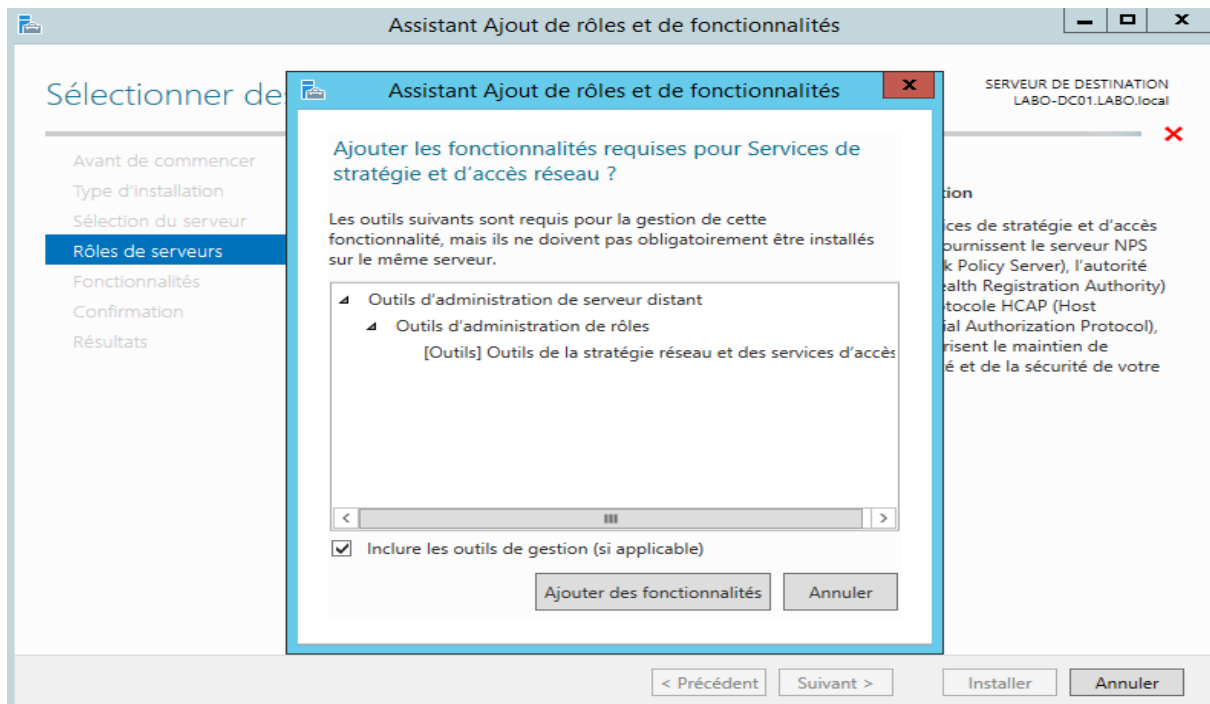 Assistant Ajout de rôles et de fonctionnalités
Sélectionner de
SERVEUR DE DESTINATION
LABO-DC01.LABO.local
Avant de commencer
Type d'installation
Sélection du serveur
Rôles de serveurs
Fonctionnalités
Confirmation
Résultats
Assistant Ajout de rôles et de fonctionnalités
Ajouter les fonctionnalités requises pour Services de
stratégie et d'accès réseau ?
Les outils suivants sont requis pour la gestion de cette
fonctionnalité, mais ils ne doivent pas obligatoirement être installés
sur le même serveur.
Outils d'administration de serveur distant
Outils d'administration de rôles
[Outils] Outils de la stratégie réseau et des services d'accès
Inclure les outils de gestion (si applicable)
Ajouter des fonctionnalités
Annuler
tion
ices de stratégie et d'accès
ournissent le serveur NPS
k Policy Server), l'autorité
ealth Registration Authority)
tocole HCAP (Host
ial Authorization Protocol),
risent le maintien de
é et de la sécurité de votre
< Précédent
Suivant >
Installer
Annuler